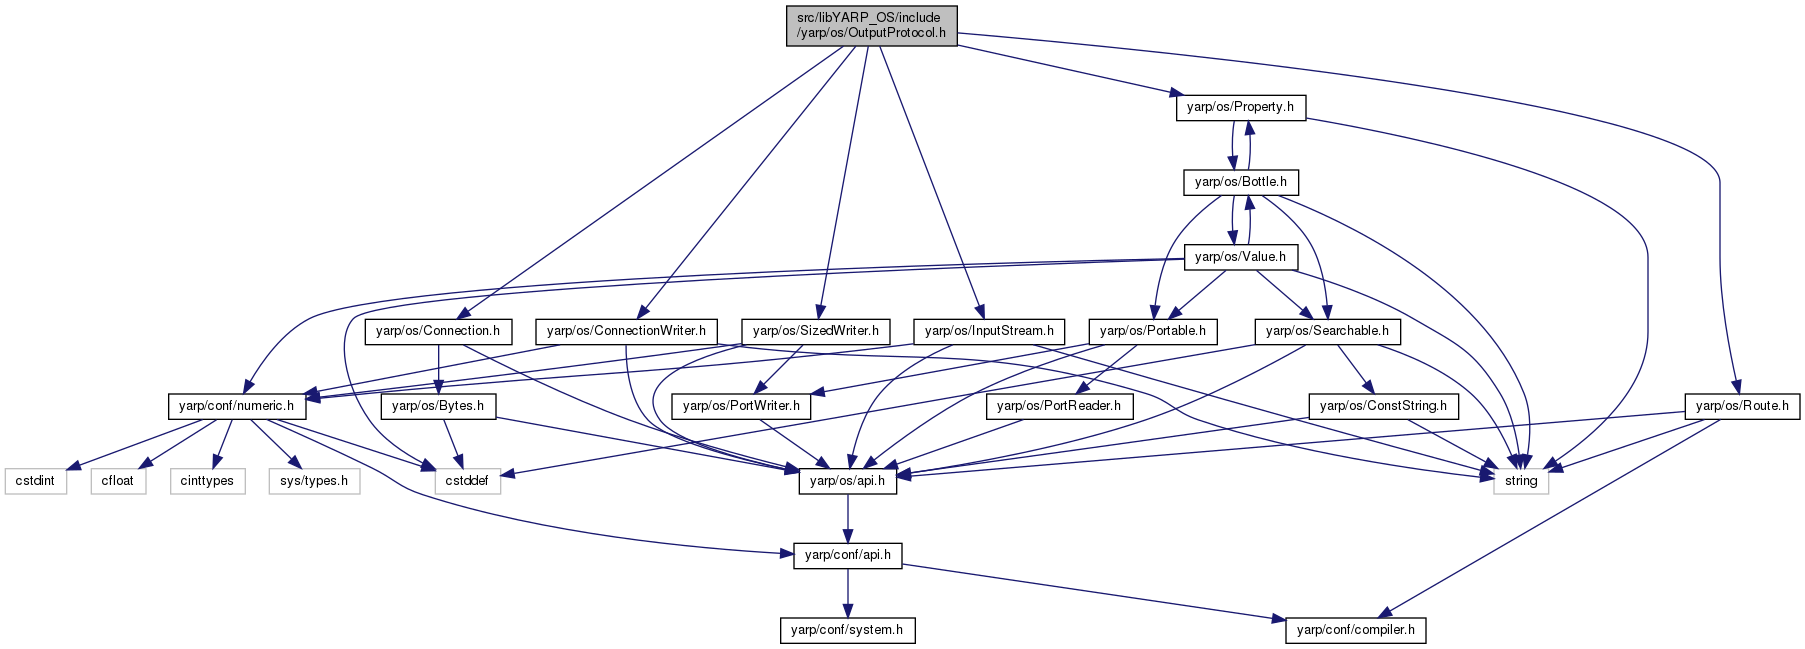 src/libYARP_OS/include
/yarp/os/OutputProtocol.h
yarp/os/Property.h
yarp/os/Bottle.h
yarp/os/Value.h
yarp/os/Connection.h
yarp/os/ConnectionWriter.h
yarp/os/SizedWriter.h
yarp/os/InputStream.h
yarp/os/Portable.h
yarp/os/Searchable.h
yarp/conf/numeric.h
yarp/os/Bytes.h
yarp/os/PortWriter.h
yarp/os/PortReader.h
yarp/os/ConstString.h
yarp/os/Route.h
cstdint
cfloat
cinttypes
sys/types.h
cstddef
yarp/os/api.h
string
yarp/conf/api.h
yarp/conf/system.h
yarp/conf/compiler.h